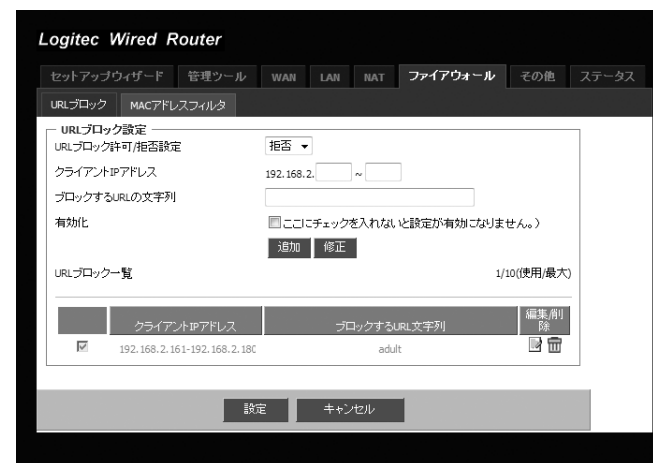 Logitec Wired Router
セットアップウィザード 管理ツール WAN LAN NAT ファイアウォール その他 ステータス
URLブロック MACアドレスフィルタ
URLブロック設定
URLブロック許可/拒否設定 拒否
クライアントIPアドレス 192.168.2. ~
ブロックするURLの文字列
有効化 ここにチェックを入れないと設定が有効になりません。)
追加 修正
URLブロック一覧 1/10(使用/最大)
クライアントIPアドレス ブロックするURL文字列 編集/削除
192.168.2.161-192.168.2.180 adult
設定 キャンセル